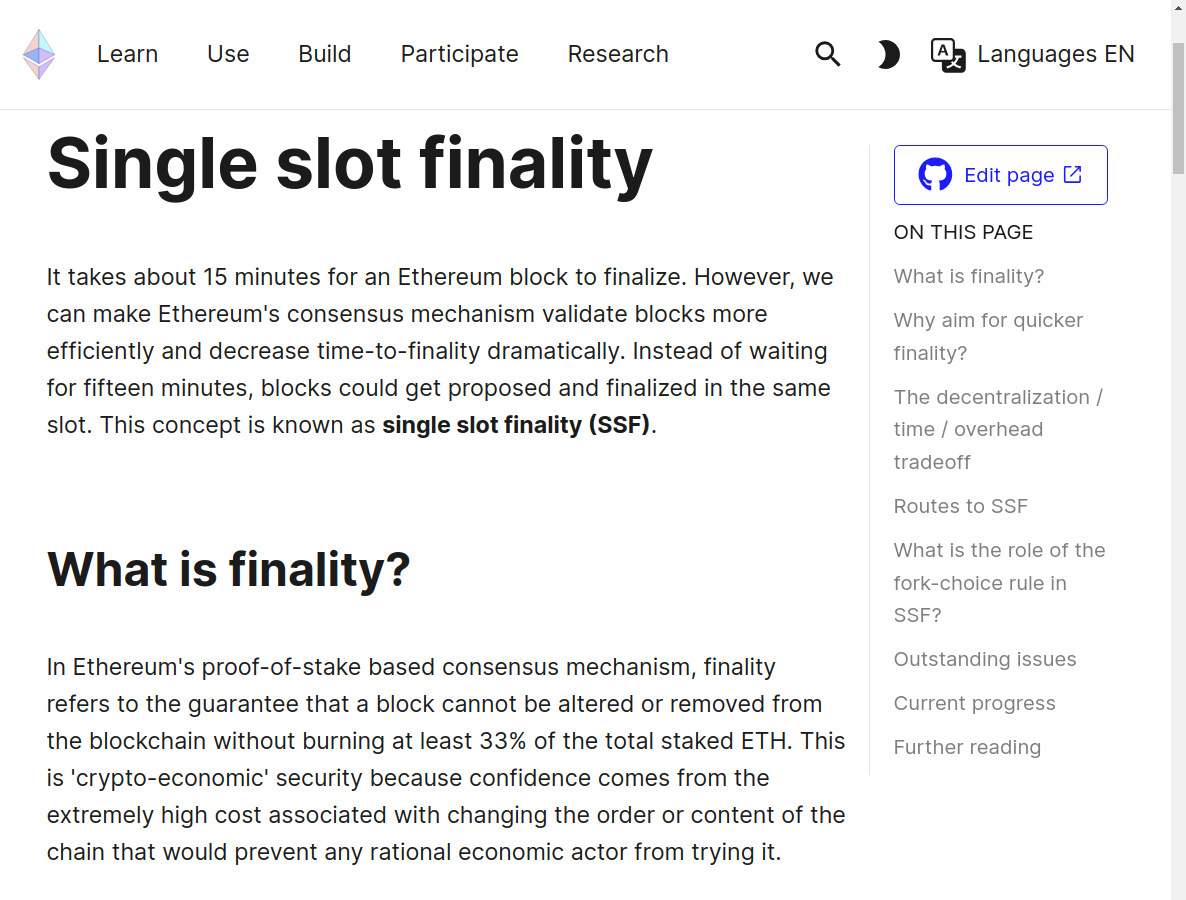 Learn Use Build Participate Research Languages EN
Single slot finality
It takes about 15 minutes for an Ethereum block to finalize. However, we
can make Ethereum's consensus mechanism validate blocks more
efficiently and decrease time-to-finality dramatically. Instead of waiting
for fifteen minutes, blocks could get proposed and finalized in the same
slot. This concept is known as single slot finality (SSF).
What is finality?
In Ethereum's proof-of-stake based consensus mechanism, finality
refers to the guarantee that a block cannot be altered or removed from
the blockchain without burning at least 33% of the total staked ETH. This
is 'crypto-economic' security because confidence comes from the
extremely high cost associated with changing the order or content of the
chain that would prevent any rational economic actor from trying it.
Edit page
ON THIS PAGE
What is finality?
Why aim for quicker
finality?
The decentralization /
time / overhead
tradeoff
Routes to SSF
What is the role of the
fork-choice rule in
SSF?
Outstanding issues
Current progress
Further reading